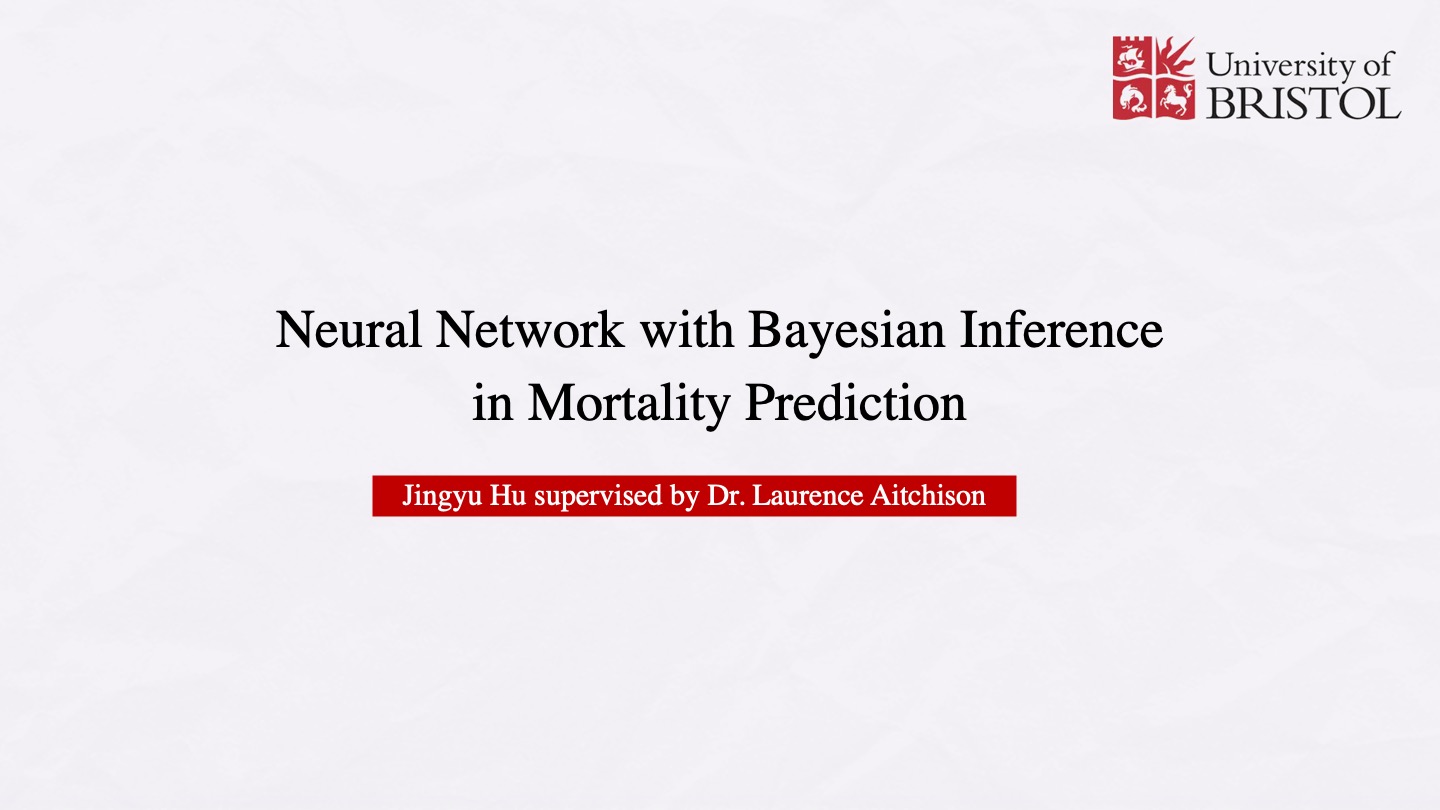 University of
BRISTOL
Neural Network with Bayesian Inference
in Mortality Prediction
Jingyu Hu supervised by Dr. Laurence Aitchison